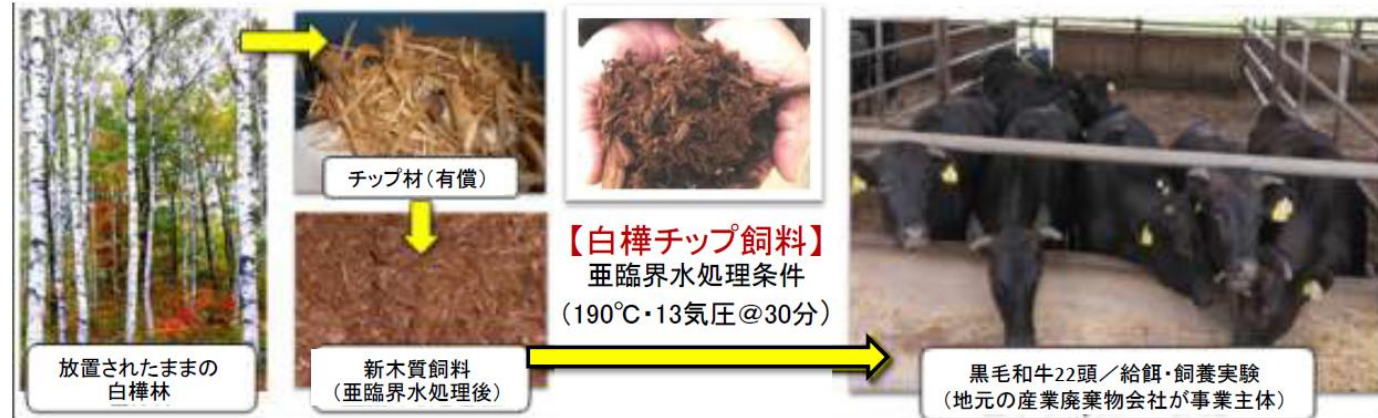 チップ材(有償)
【白樺チップ飼料】
亜臨界水処理条件
(190℃・13気圧@30分)
放置されたままの
白樺林
新木質飼料
(亜臨界水処理後)
黒毛和牛22頭/給餌・飼養実験
(地元の産業廃棄物会社が事業主体)